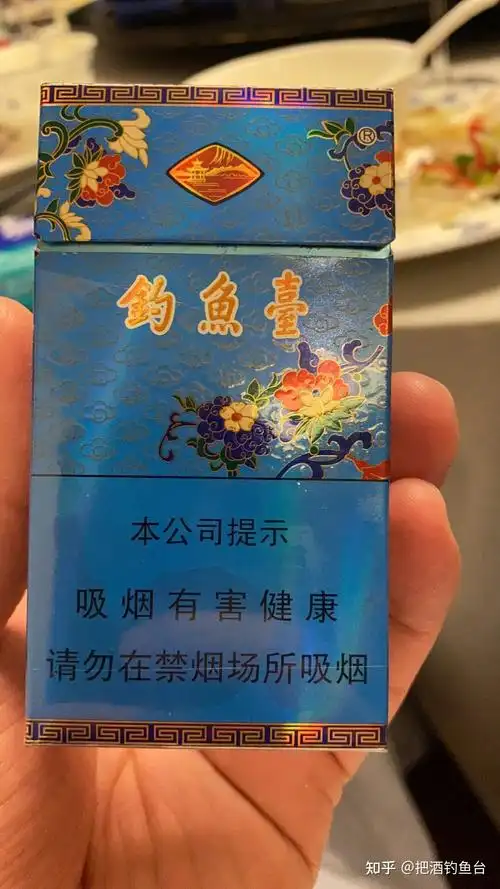 ®
釣魚臺
本公司提示
吸烟有害健康
请勿在禁烟场所吸烟
知乎 @把酒钓鱼台